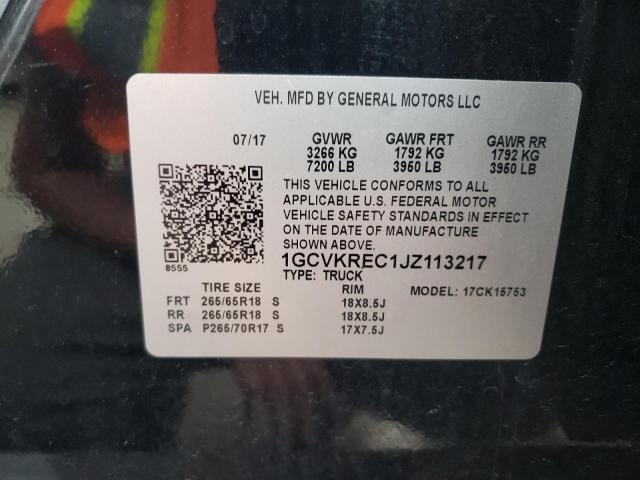 VEH. MFD BY GENERAL MOTORS LLC
07/17 GVWR GAWR FRT GAWR RR
3266 KG 1792 KG 1792 KG
7200 LB 3950 LB 3950 LB
THIS VEHICLE CONFORMS TO ALL
APPLICABLE U.S. FEDERAL MOTOR
VEHICLE SAFETY STANDARDS IN EFFECT
ON THE DATE OF MANUFACTURE
SHOWN ABOVE.
8555
1GCVKREC1JZ113217
TYPE: TRUCK
TIRE SIZE RIM MODEL: 17CK15753
FRT 265/65R18 S 18X8.5J
RR 265/65R18 S 18X8.5J
SPA P265/70R17 S 17X7.5J